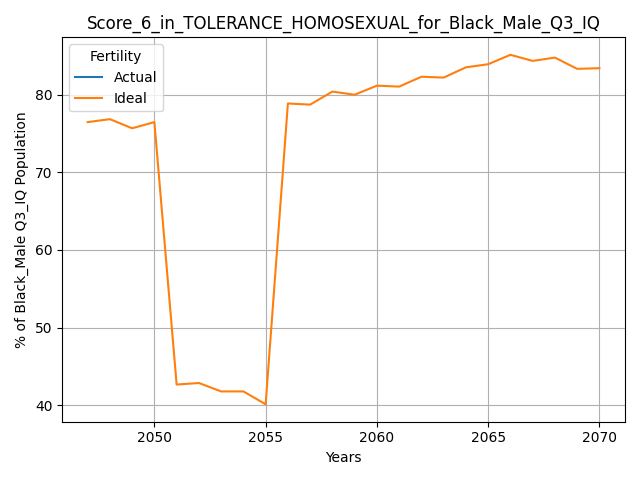 Score_6_in_TOLERANCE_HOMOSEXUAL_for_Black_Male_Q3_IQ
Fertility
Actual
Ideal
% of Black_Male Q3_IQ Population
80
70
60
50
40
2050
2055
2060
2065
2070
Years